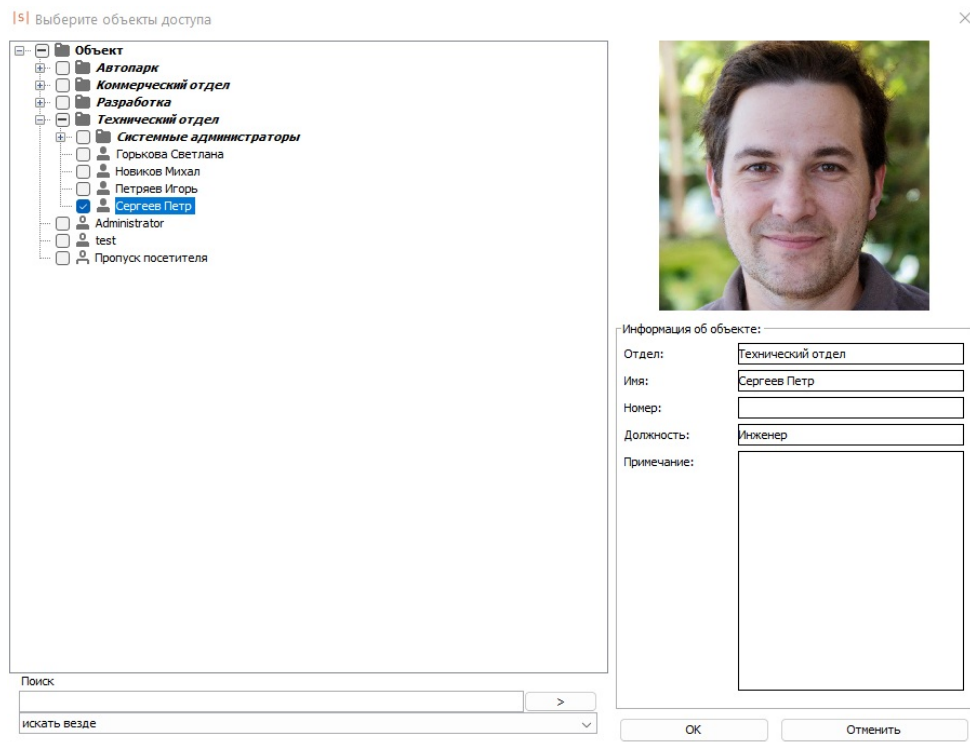 |s| Выберите объекты доступа
Объект
Автопарк
Коммерческий отдел
Разработка
Технический отдел
Системные администраторы
Горькова Светлана
Новиков Михал
Петряев Игорь
Сергеев Петр
Administrator
test
Пропуск посетителя
Информация об объекте:
Отдел: Технический отдел
Имя: Сергеев Петр
Номер:
Должность: Инженер
Примечание:
Поиск
>
искать везде
ОК Отменить